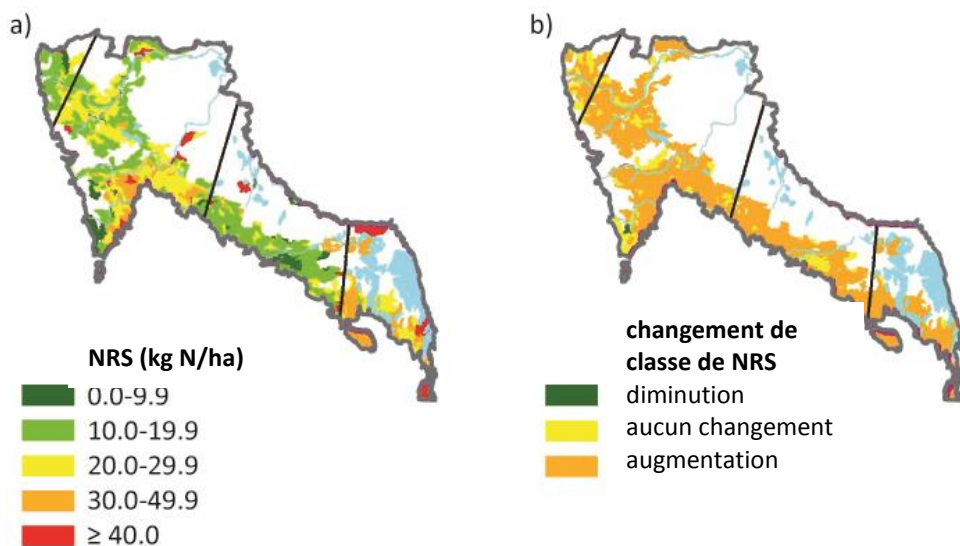 a)
b)
NRS (kg N/ha)
0.0-9.9
10.0-19.9
20.0-29.9
30.0-49.9
≥ 40.0
changement de
classe de NRS
diminution
aucun changement
augmentation